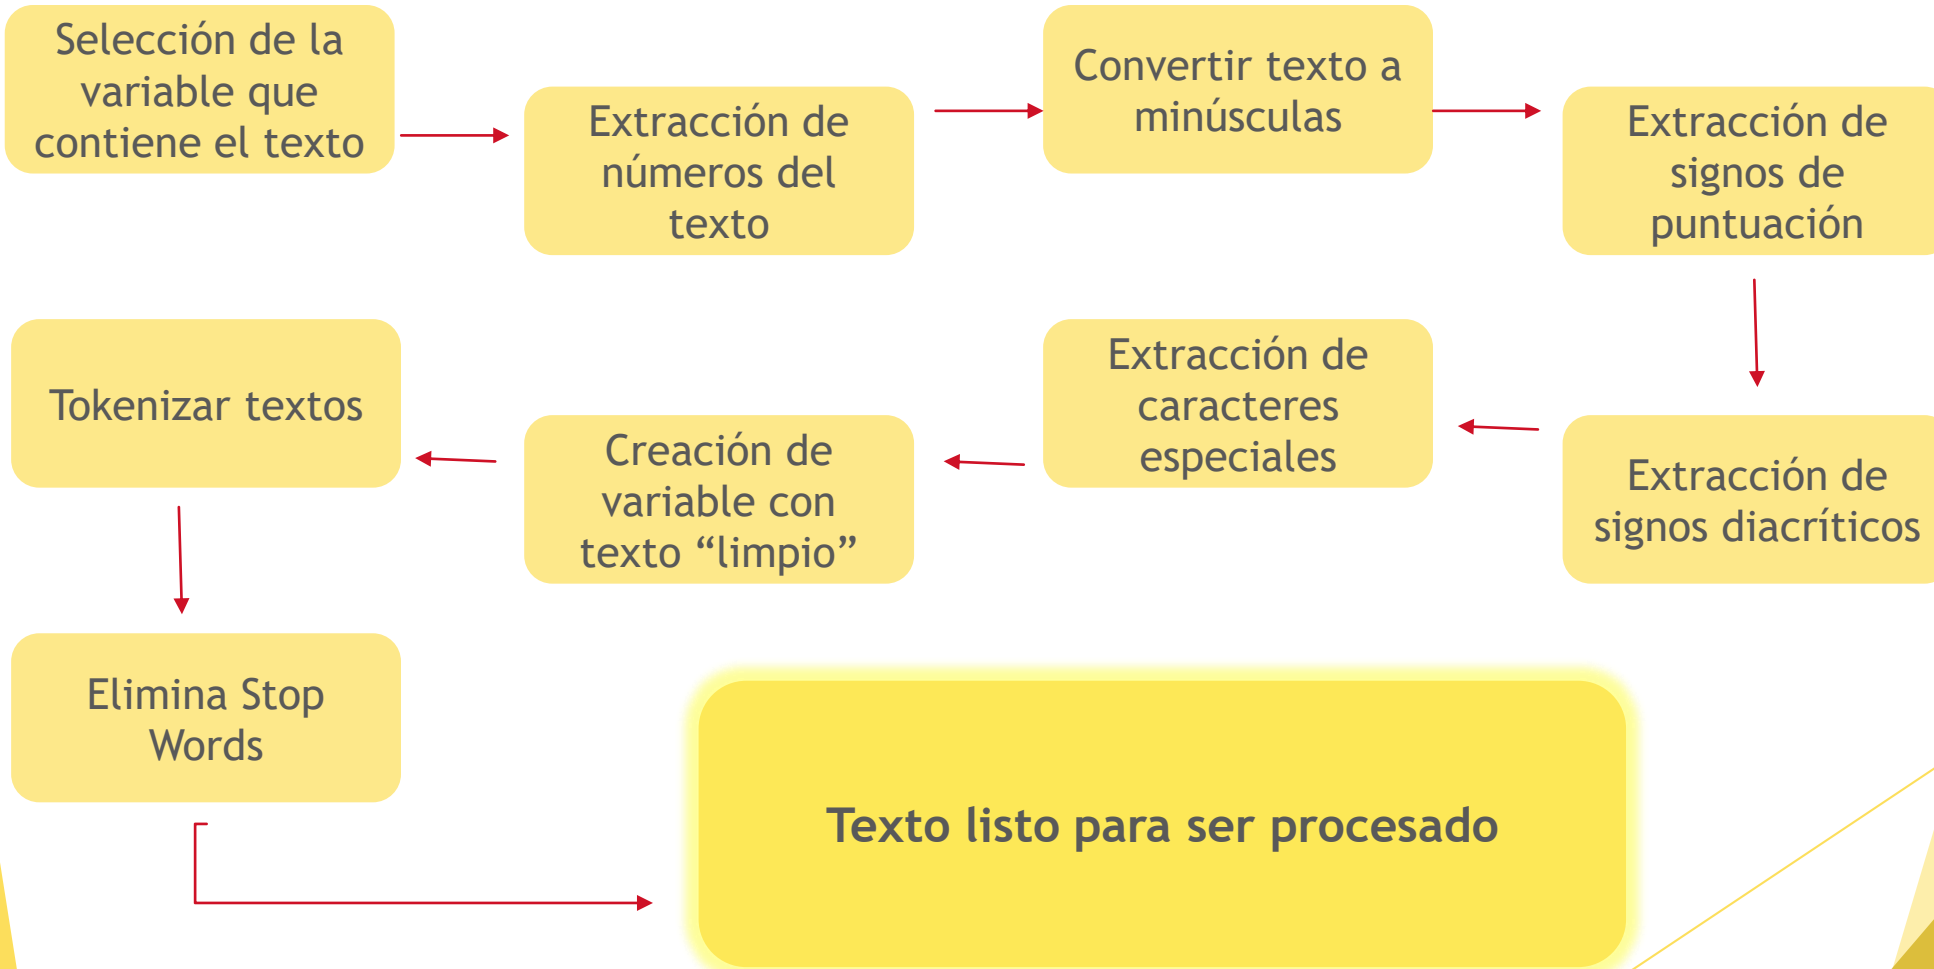 Selección de la
variable que
contiene el texto
Extracción de
números del
texto
Convertir texto a
minúsculas
Extracción de
signos de
puntuación
Extracción de
signos diacríticos
Extracción de
caracteres
especiales
Creación de
variable con
texto “limpio”
Tokenizar textos
Elimina Stop
Words
Texto listo para ser procesado